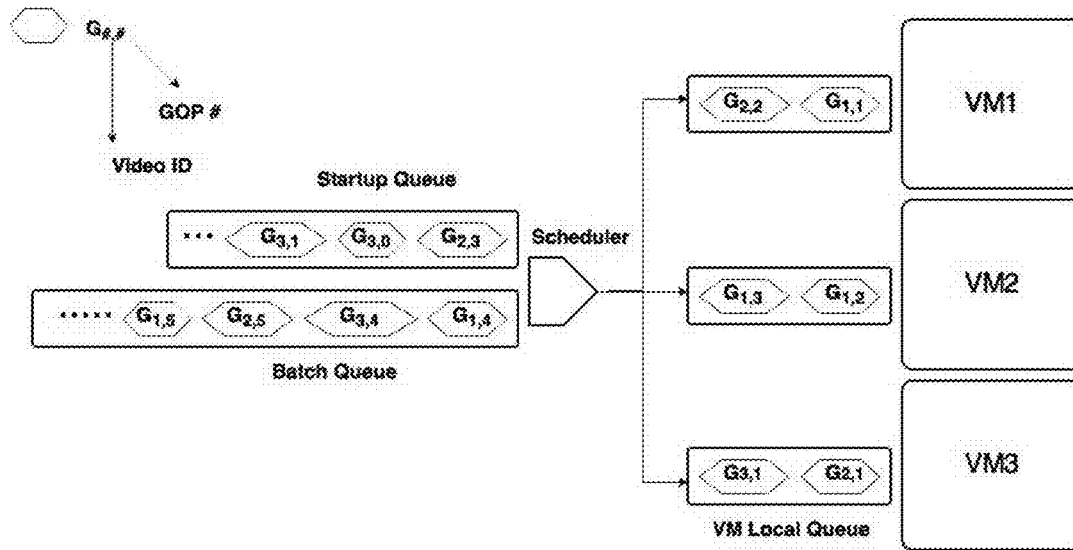 G#,#
GOP #
Video ID
Startup Queue
... G3,1 G3,0 G2,3
Scheduler
..... G1,5 G2,5 G3,4 G1,4
Batch Queue
G2,2 G1,1
VM1
G1,3 G1,2
VM2
G3,1 G2,1
VM3
VM Local Queue